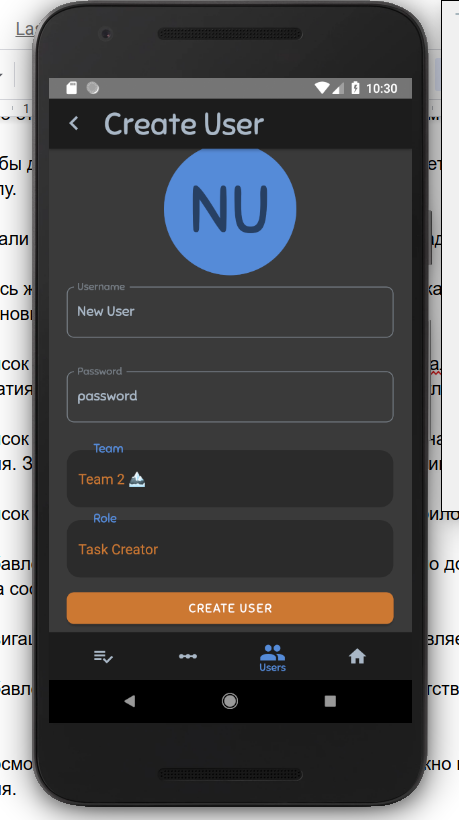 10:30
Create User
NU
Username
New User
Password
password
Team
Team 2
Role
Task Creator
CREATE USER
Users